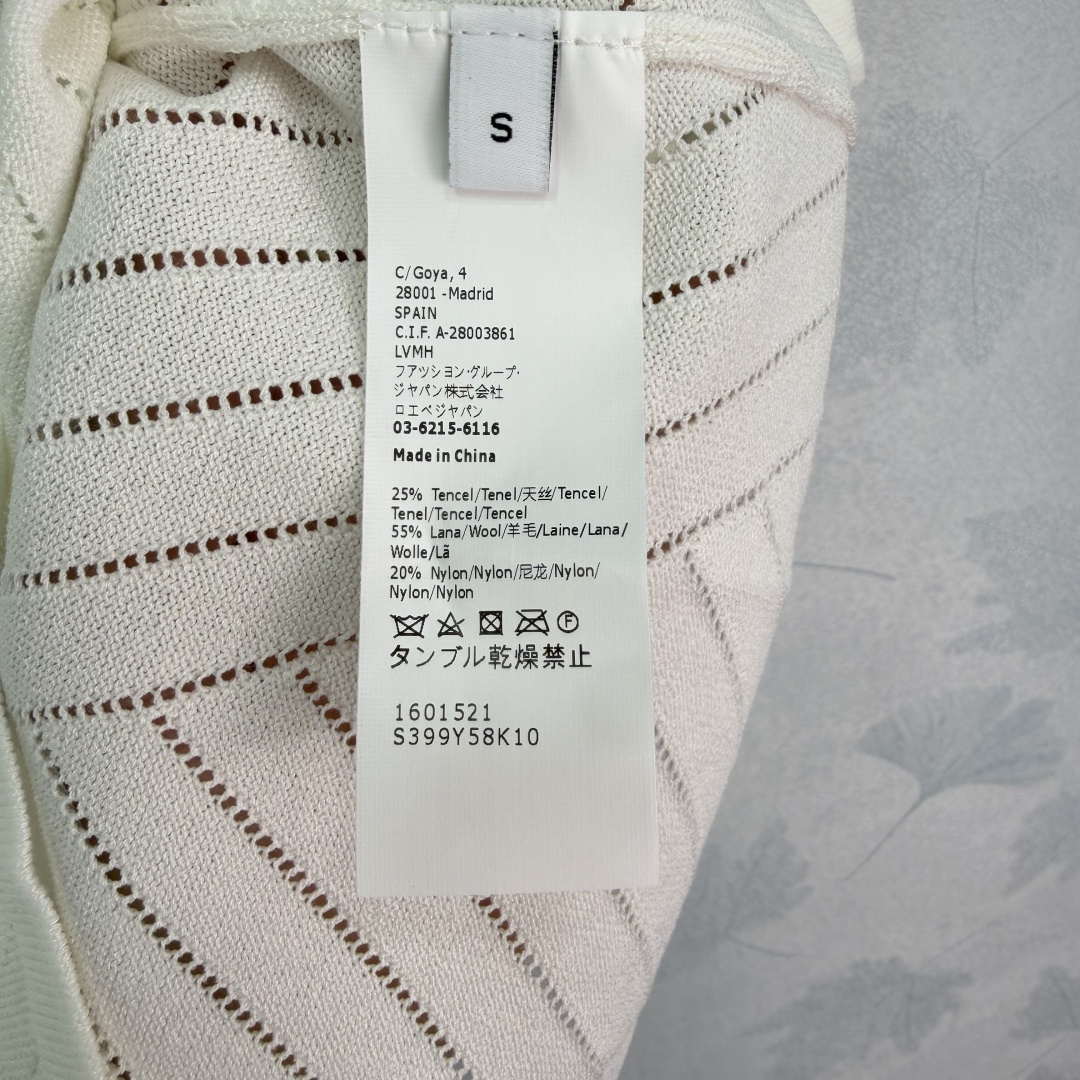 S
C/Goya, 4
28001 -Madrid
SPAIN
C.I.F. A-28003861
LVMH
フアツシヨン·グループ·
ジャパン株式会社
ロエベジャパン
03-6215-6116
Made in China
25% Tencel/Tenel/天丝/Tencel/
Tenel/Tencel/Tencel
55% Lana/Wool/羊毛/Laine/Lana/
Wolle/Lã
20% Nylon/Nylon/尼龙/Nylon/
Nylon/Nylon
F
タンブル乾燥禁止
1601521
S399Y58K10